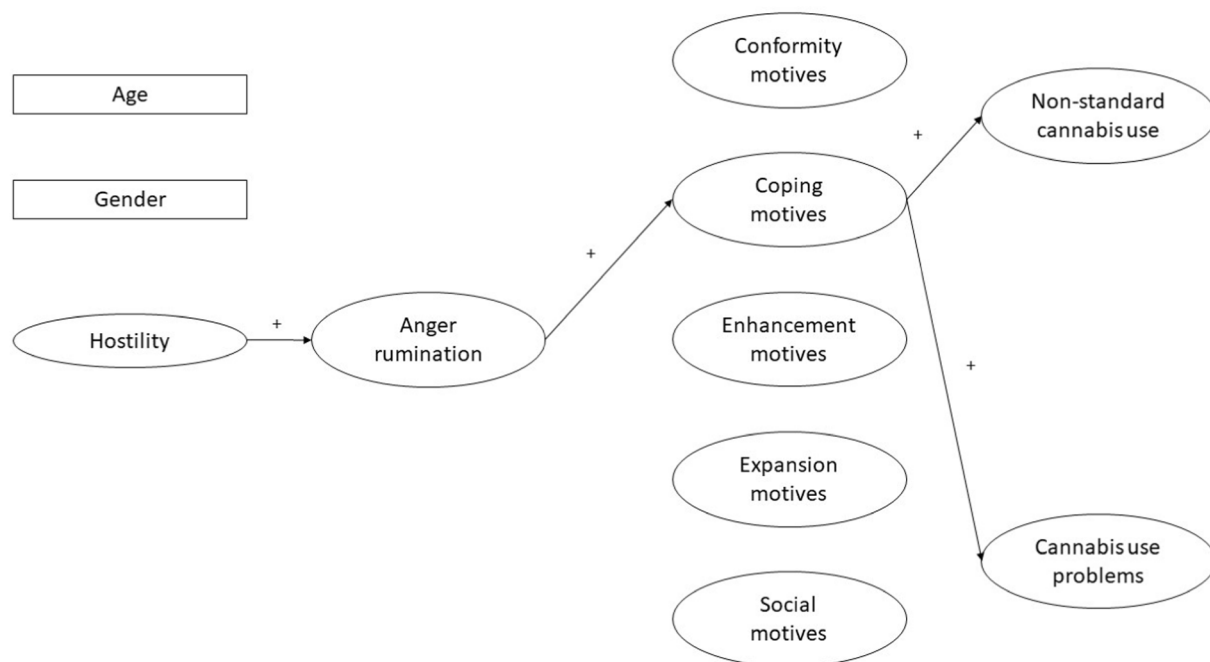 Age
Gender
Hostility
+
Anger
rumination
+
Conformity
motives
Coping
motives
Enhancement
motives
Expansion
motives
Social
motives
+
+
Non-standard
cannabis use
Cannabis use
problems